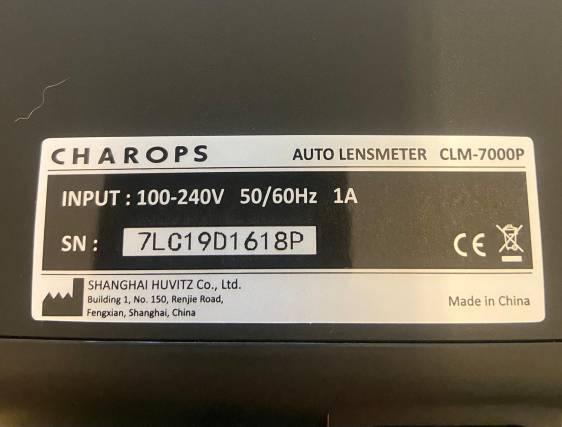 CHAROPS AUTO LENSMETER CLM-7000P
INPUT : 100-240V 50/60Hz 1A
SN : 7LC19D1618P
CE
SHANGHAI HUVITZ Co., Ltd.
Building 1, No. 150, Renjie Road,
Fengxian, Shanghai, China
Made in China